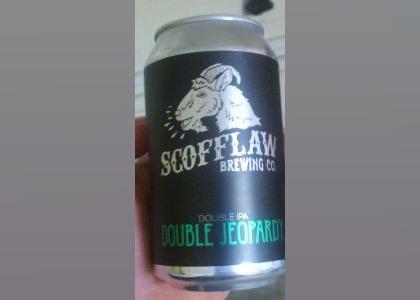 SCOFFLAW
BREWING CO.
DOUBLE IPA
DOUBLE JEOPARDY